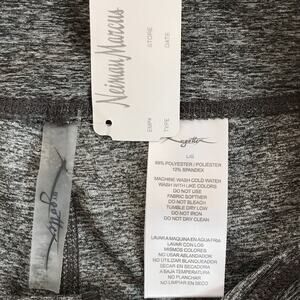 Neiman Marcus
STORE
DATE
EMP#
TYPE
L/G
88% POLYESTER / POLIESTER
12% SPANDEX
MACHINE WASH COLD WATER
WASH WITH LIKE COLORS
DO NOT USE
FABRIC SOFTNER
DO NOT BLEACH
TUMBLE DRY LOW
DO NOT IRON
DO NOT DRY CLEAN
LAVAR A MAQUINA EN AGUA FRIA
LAVAR CON LOS
MISMOS COLORES
NO USAR ABLANDADOR
NO UTILIZAR BLANQUEADOR
SECAR EN SECADORA
A BAJA TEMPERATURA
NO PLANCHAR
NO LIMPIAR EN SECO